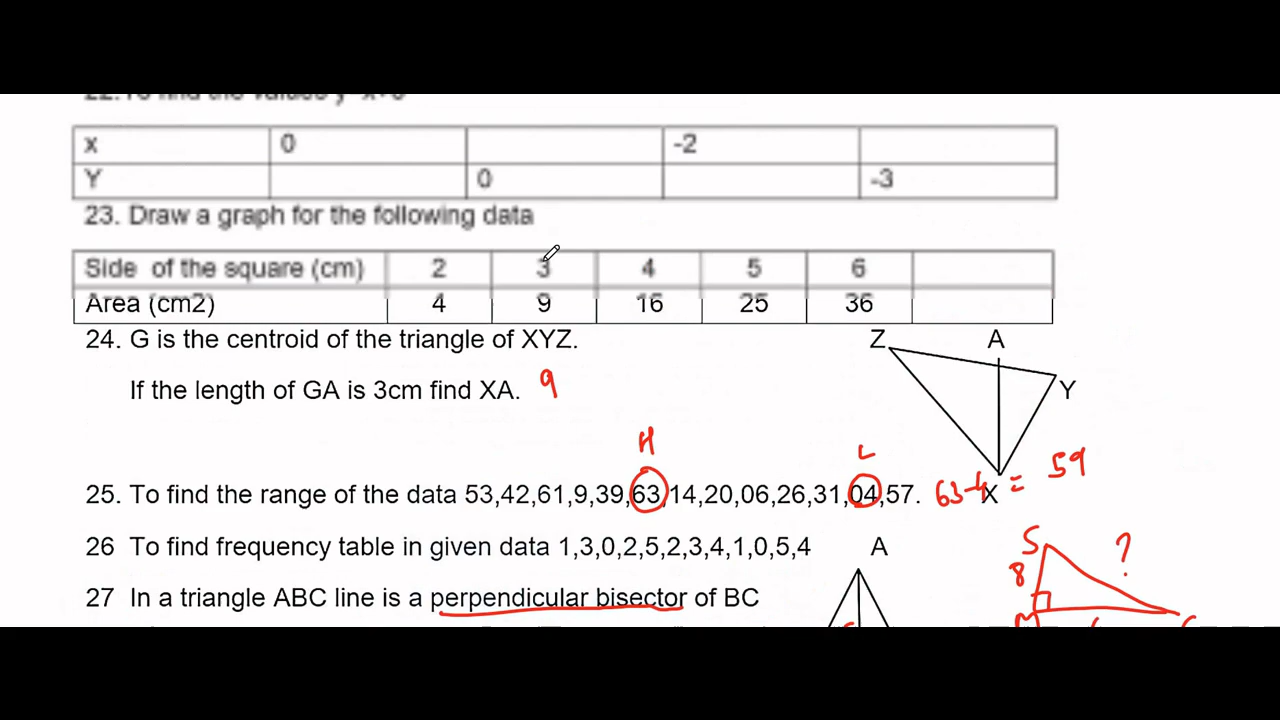 x 0 -2
Y 0 -3
23. Draw a graph for the following data
Side of the square (cm) 2 3 4 5 6
Area (cm2) 4 9 16 25 36
24. G is the centroid of the triangle of XYZ.
Z A
If the length of GA is 3cm find XA. 9
Y
H L
25. To find the range of the data 53,42,61,9,39,63,14,20,06,26,31,04,57. 63-4 = 59
X
26 To find frequency table in given data 1,3,0,2,5,2,3,4,1,0,5,4 A
S ?
8
27 In a triangle ABC line is a perpendicular bisector of BC